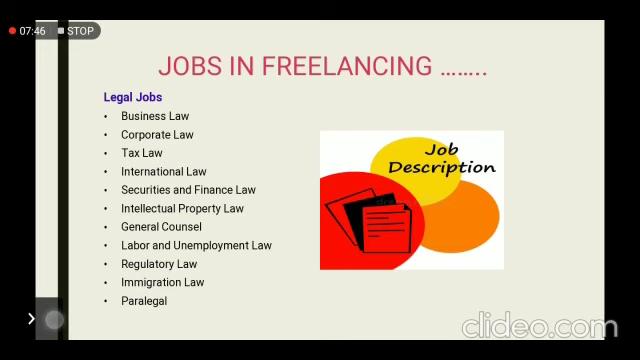 07:46 STOP
JOBS IN FREELANCING ……..
Legal Jobs
• Business Law
• Corporate Law
• Tax Law
• International Law
• Securities and Finance Law
• Intellectual Property Law
• General Counsel
• Labor and Unemployment Law
• Regulatory Law
• Immigration Law
• Paralegal
Job
Description
clideo.com